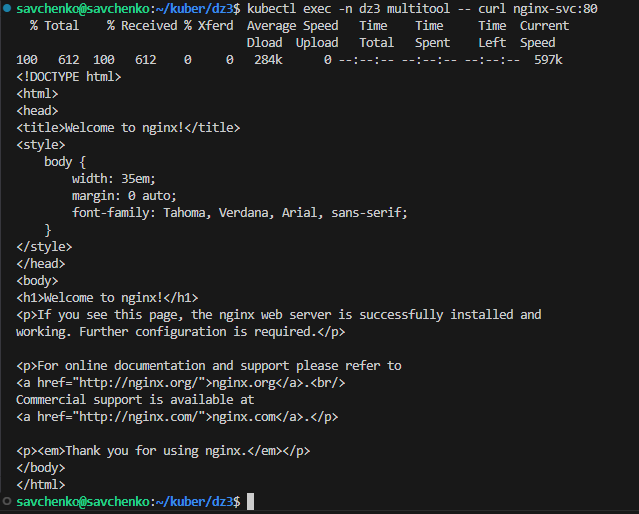 savchenko@savchenko:~/kuber/dz3$ kubectl exec -n dz3 multitool -- curl nginx-svc:80
  % Total    % Received % Xferd  Average Speed   Time    Time     Time  Current
                                 Dload  Upload   Total   Spent    Left  Speed
100   612  100   612    0     0   284k      0 --:--:-- --:--:-- --:--:--  597k
<!DOCTYPE html>
<html>
<head>
<title>Welcome to nginx!</title>
<style>
    body {
        width: 35em;
        margin: 0 auto;
        font-family: Tahoma, Verdana, Arial, sans-serif;
    }
</style>
</head>
<body>
<h1>Welcome to nginx!</h1>
<p>If you see this page, the nginx web server is successfully installed and
working. Further configuration is required.</p>

<p>For online documentation and support please refer to
<a href="http://nginx.org/">nginx.org</a>.<br/>
Commercial support is available at
<a href="http://nginx.com/">nginx.com</a>.</p>

<p><em>Thank you for using nginx.</em></p>
</body>
</html>
savchenko@savchenko:~/kuber/dz3$